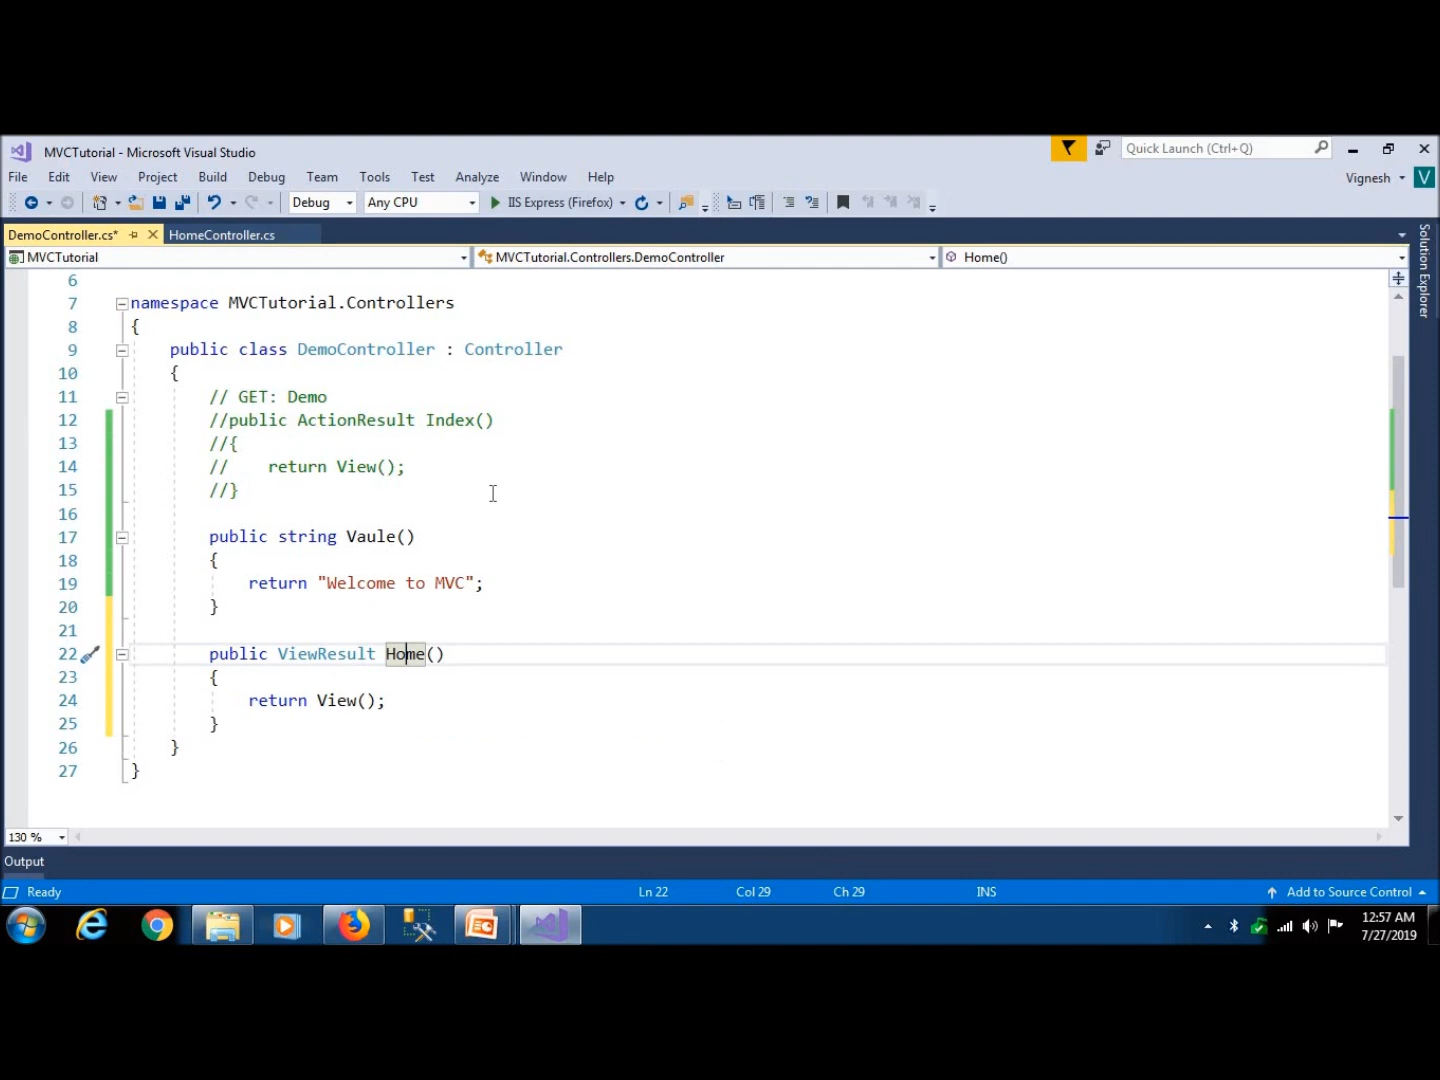 MVCTutorial - Microsoft Visual Studio
Quick Launch (Ctrl+Q)
File Edit View Project Build Debug Team Tools Test Analyze Window Help
Vignesh V
Debug Any CPU IIS Express (Firefox)
DemoController.cs* HomeController.cs
MVCTutorial MVCTutorial.Controllers.DemoController Home()
Solution Explorer
6
7 namespace MVCTutorial.Controllers
8 {
9 public class DemoController : Controller
10 {
11 // GET: Demo
12 //public ActionResult Index()
13 //{
14 // return View();
15 //}
16
17 public string Vaule()
18 {
19 return "Welcome to MVC";
20 }
21
22 public ViewResult Home()
23 {
24 return View();
25 }
26 }
27 }
130 %
Output
Ready Ln 22 Col 29 Ch 29 INS Add to Source Control
12:57 AM
7/27/2019